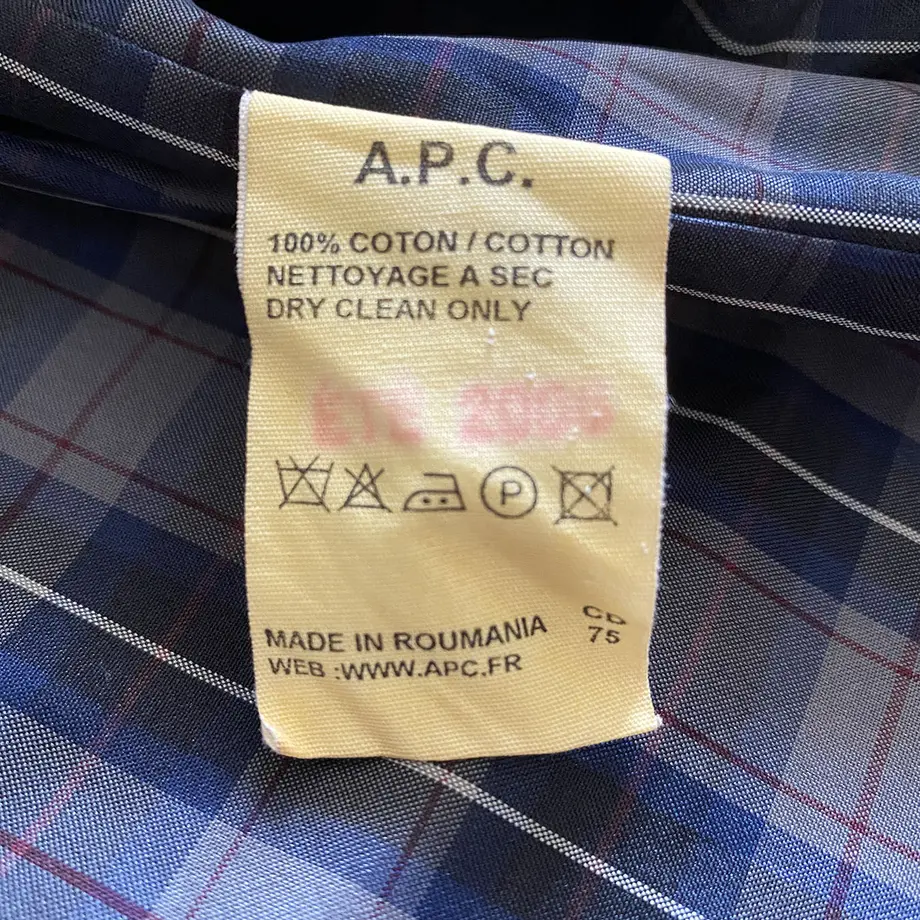 A.P.C.
100% COTON / COTTON
NETTOYAGE A SEC
DRY CLEAN ONLY
P
MADE IN ROUMANIA
CD
75
WEB :WWW.APC.FR